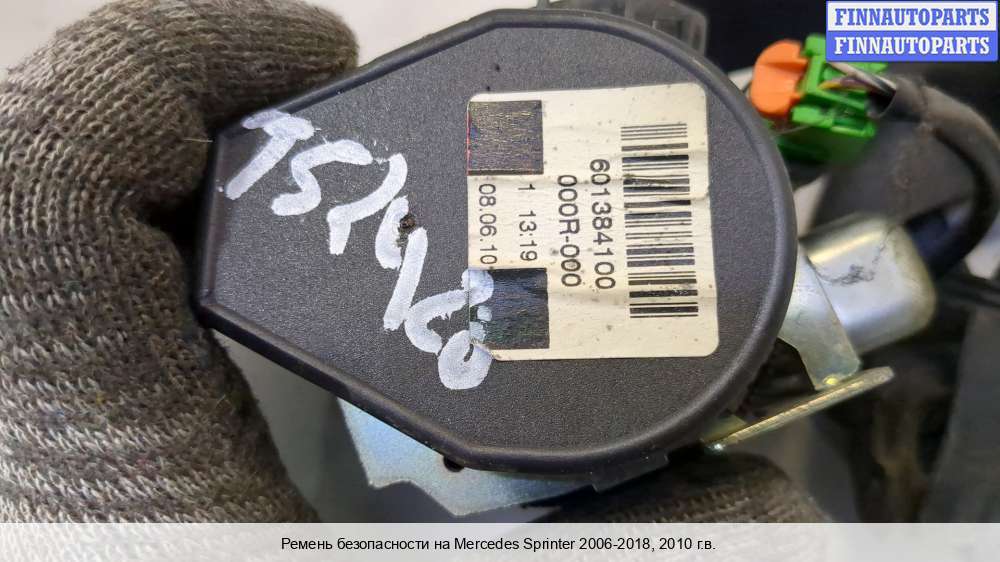 FINNAUTOPARTS
FINNAUTOPARTS
601384100
000R-000
1 13:19
08.06.10
Ремень безопасности на Mercedes Sprinter 2006-2018, 2010 г.в.